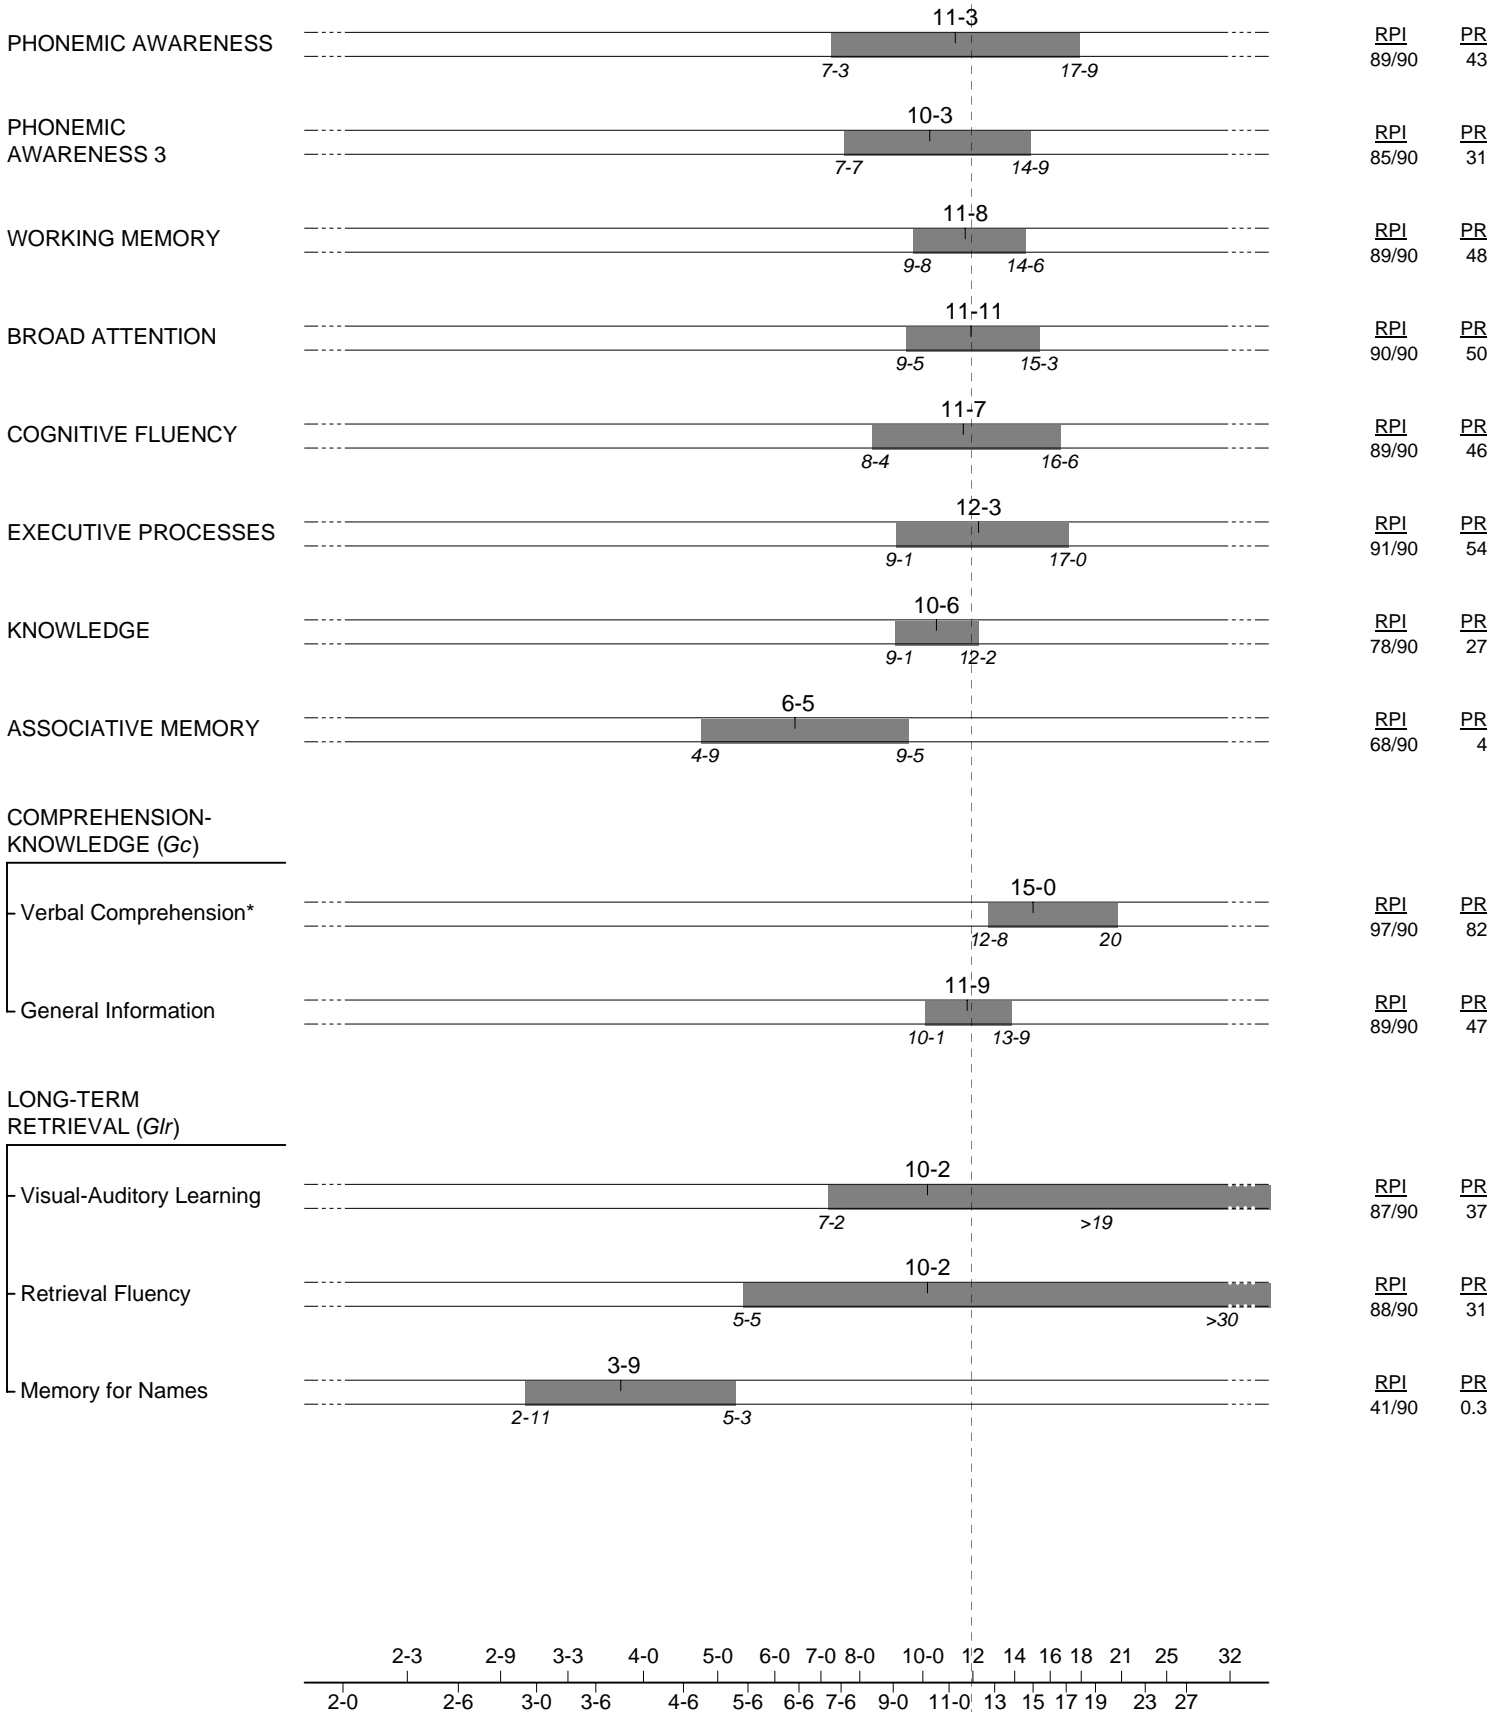 11-3
PHONEMIC AWARENESS RPI PR
89/90 43
7-3 17-9
10-3
PHONEMIC
AWARENESS 3 RPI PR
85/90 31
7-7 14-9
11-8
WORKING MEMORY RPI PR
89/90 48
9-8 14-6
11-11
BROAD ATTENTION RPI PR
90/90 50
9-5 15-3
11-7
COGNITIVE FLUENCY RPI PR
89/90 46
8-4 16-6
12-3
EXECUTIVE PROCESSES RPI PR
91/90 54
9-1 17-0
10-6
KNOWLEDGE RPI PR
78/90 27
9-1 12-2
6-5
ASSOCIATIVE MEMORY RPI PR
68/90 4
4-9 9-5
COMPREHENSION-
KNOWLEDGE (Gc)
15-0
Verbal Comprehension* RPI PR
97/90 82
12-8 20
11-9
General Information RPI PR
89/90 47
10-1 13-9
LONG-TERM
RETRIEVAL (Glr)
10-2
Visual-Auditory Learning RPI PR
87/90 37
7-2 >19
10-2
Retrieval Fluency RPI PR
88/90 31
5-5 >30
3-9
Memory for Names RPI PR
41/90 0.3
2-11 5-3
2-3 2-9 3-3 4-0 5-0 6-0 7-0 8-0 10-0 12 14 16 18 21 25 32
2-0 2-6 3-0 3-6 4-6 5-6 6-6 7-6 9-0 11-0 13 15 17 19 23 27